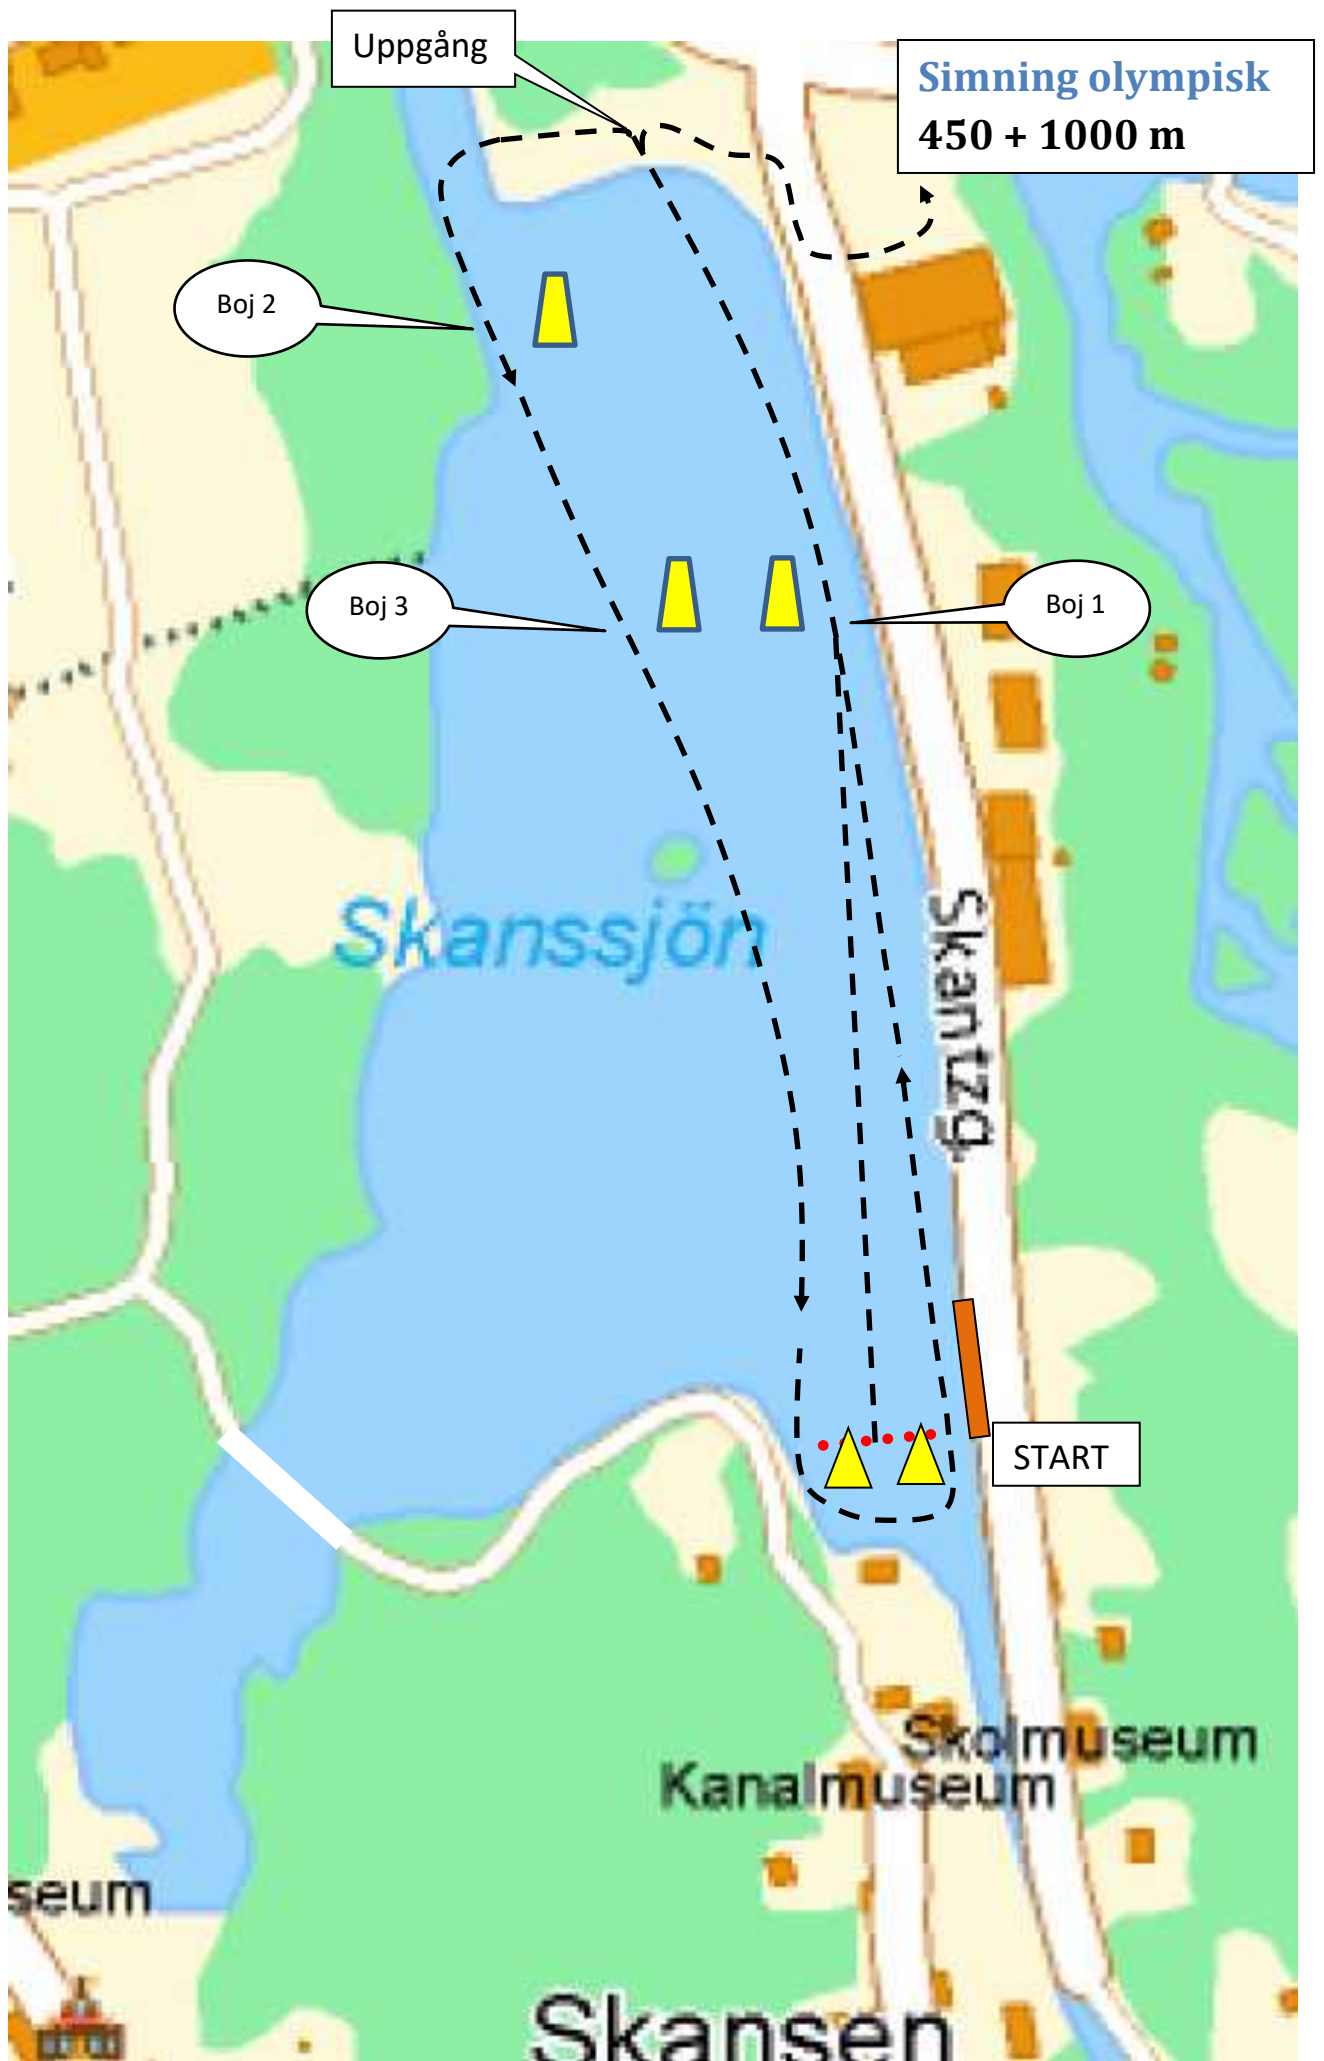 Uppgång
Simning olympisk
450 + 1000 m
Boj 2
Boj 3
Boj 1
Skanssjön
Skantzg.
START
Skolmuseum
Kanalmuseum
seum
Skansen